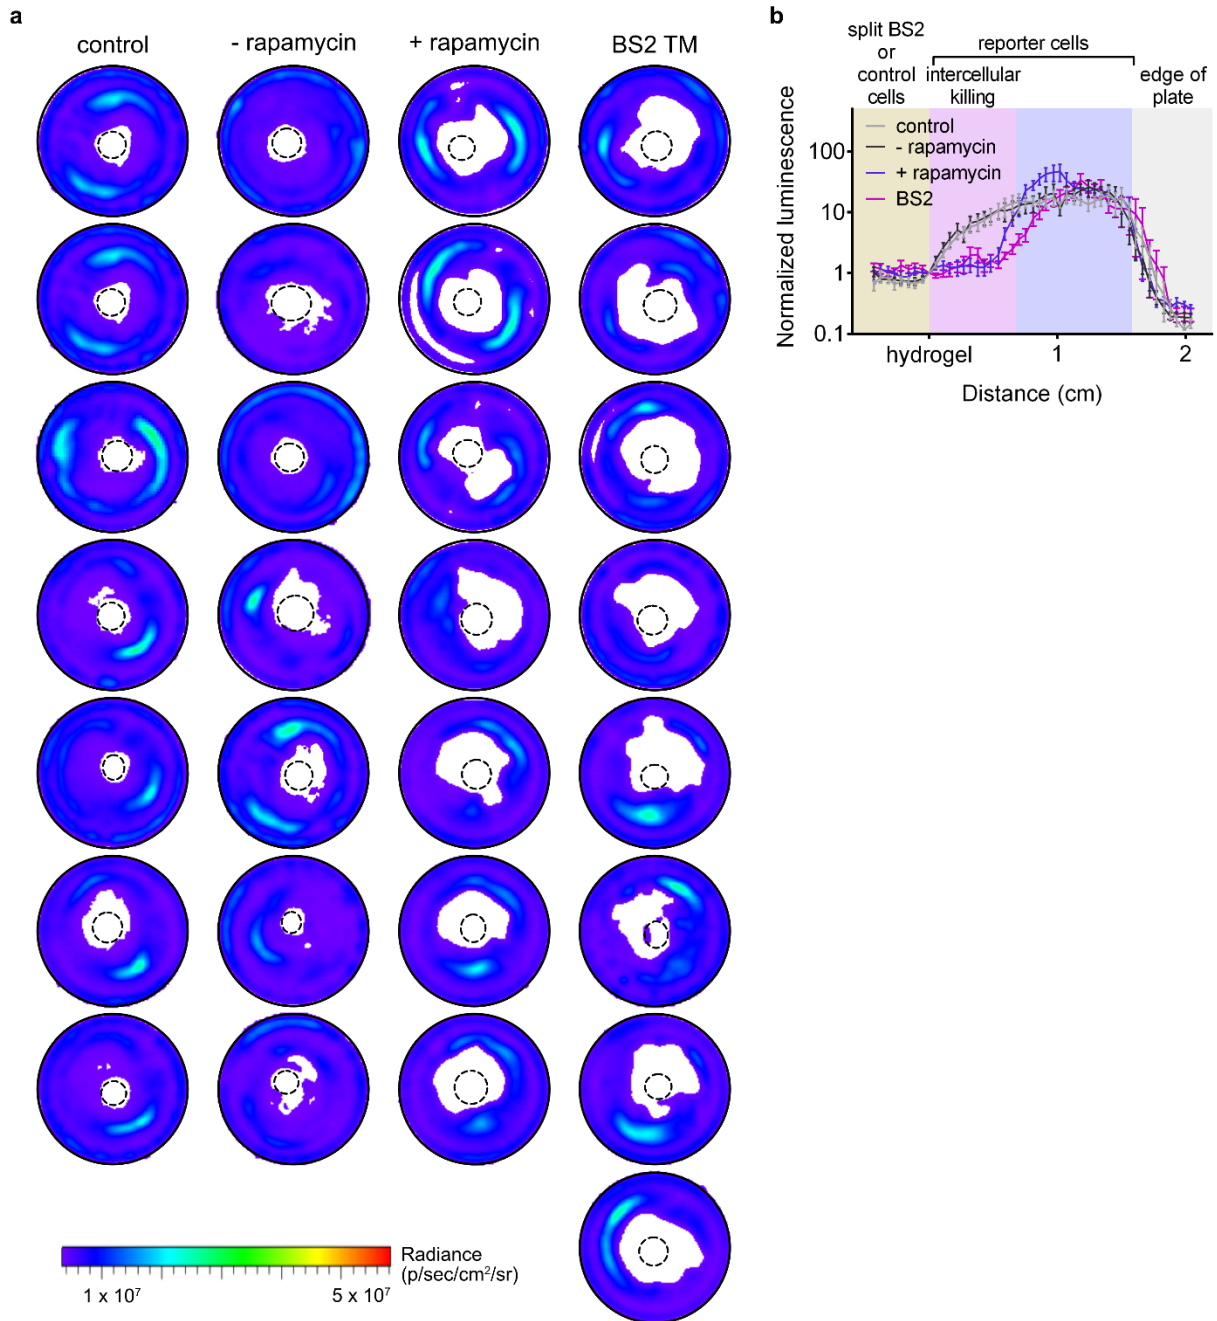 a
control
- rapamycin
+ rapamycin
BS2 TM
Radiance
(p/sec/cm²/sr)
1 x 10⁷
5 x 10⁷
b
split BS2
or
control
cells
reporter cells
intercellular
killing
edge of
plate
control
- rapamycin
+ rapamycin
BS2
Normalized luminescence
100
10
1
0.1
hydrogel
1
2
Distance (cm)